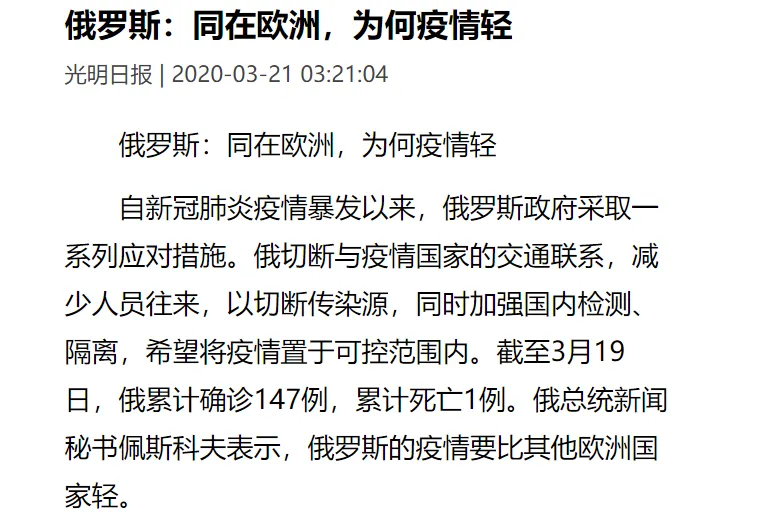 俄罗斯：同在欧洲，为何疫情轻
光明日报 | 2020-03-21 03:21:04
俄罗斯：同在欧洲，为何疫情轻
自新冠肺炎疫情暴发以来，俄罗斯政府采取一
系列应对措施。俄切断与疫情国家的交通联系，减
少人员往来，以切断传染源，同时加强国内检测、
隔离，希望将疫情置于可控范围内。截至3月19
日，俄累计确诊147例，累计死亡1例。俄总统新闻
秘书佩斯科夫表示，俄罗斯的疫情要比其他欧洲国
家轻。